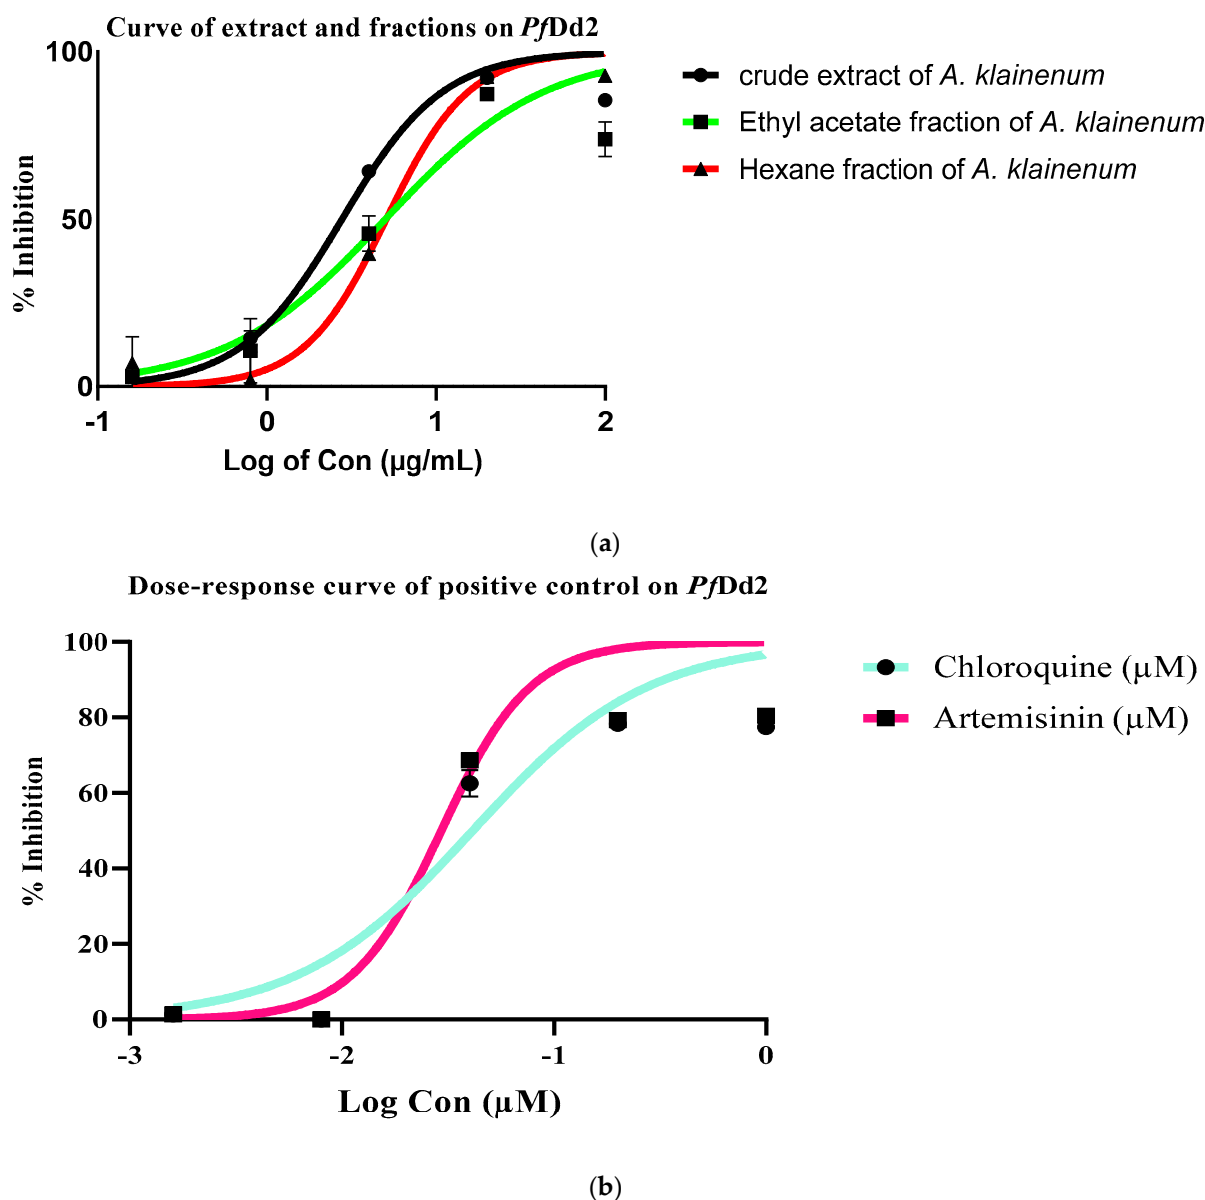 Curve of extract and fractions on PfDd2
100
50
0
% Inhibition
-1
0
1
2
Log of Con (µg/mL)
crude extract of A. klainenum
Ethyl acetate fraction of A. klainenum
Hexane fraction of A. klainenum
(a)
Dose-response curve of positive control on PfDd2
100
80
60
40
20
0
% Inhibition
-3
-2
-1
0
Log Con (µM)
Chloroquine (µM)
Artemisinin (µM)
(b)